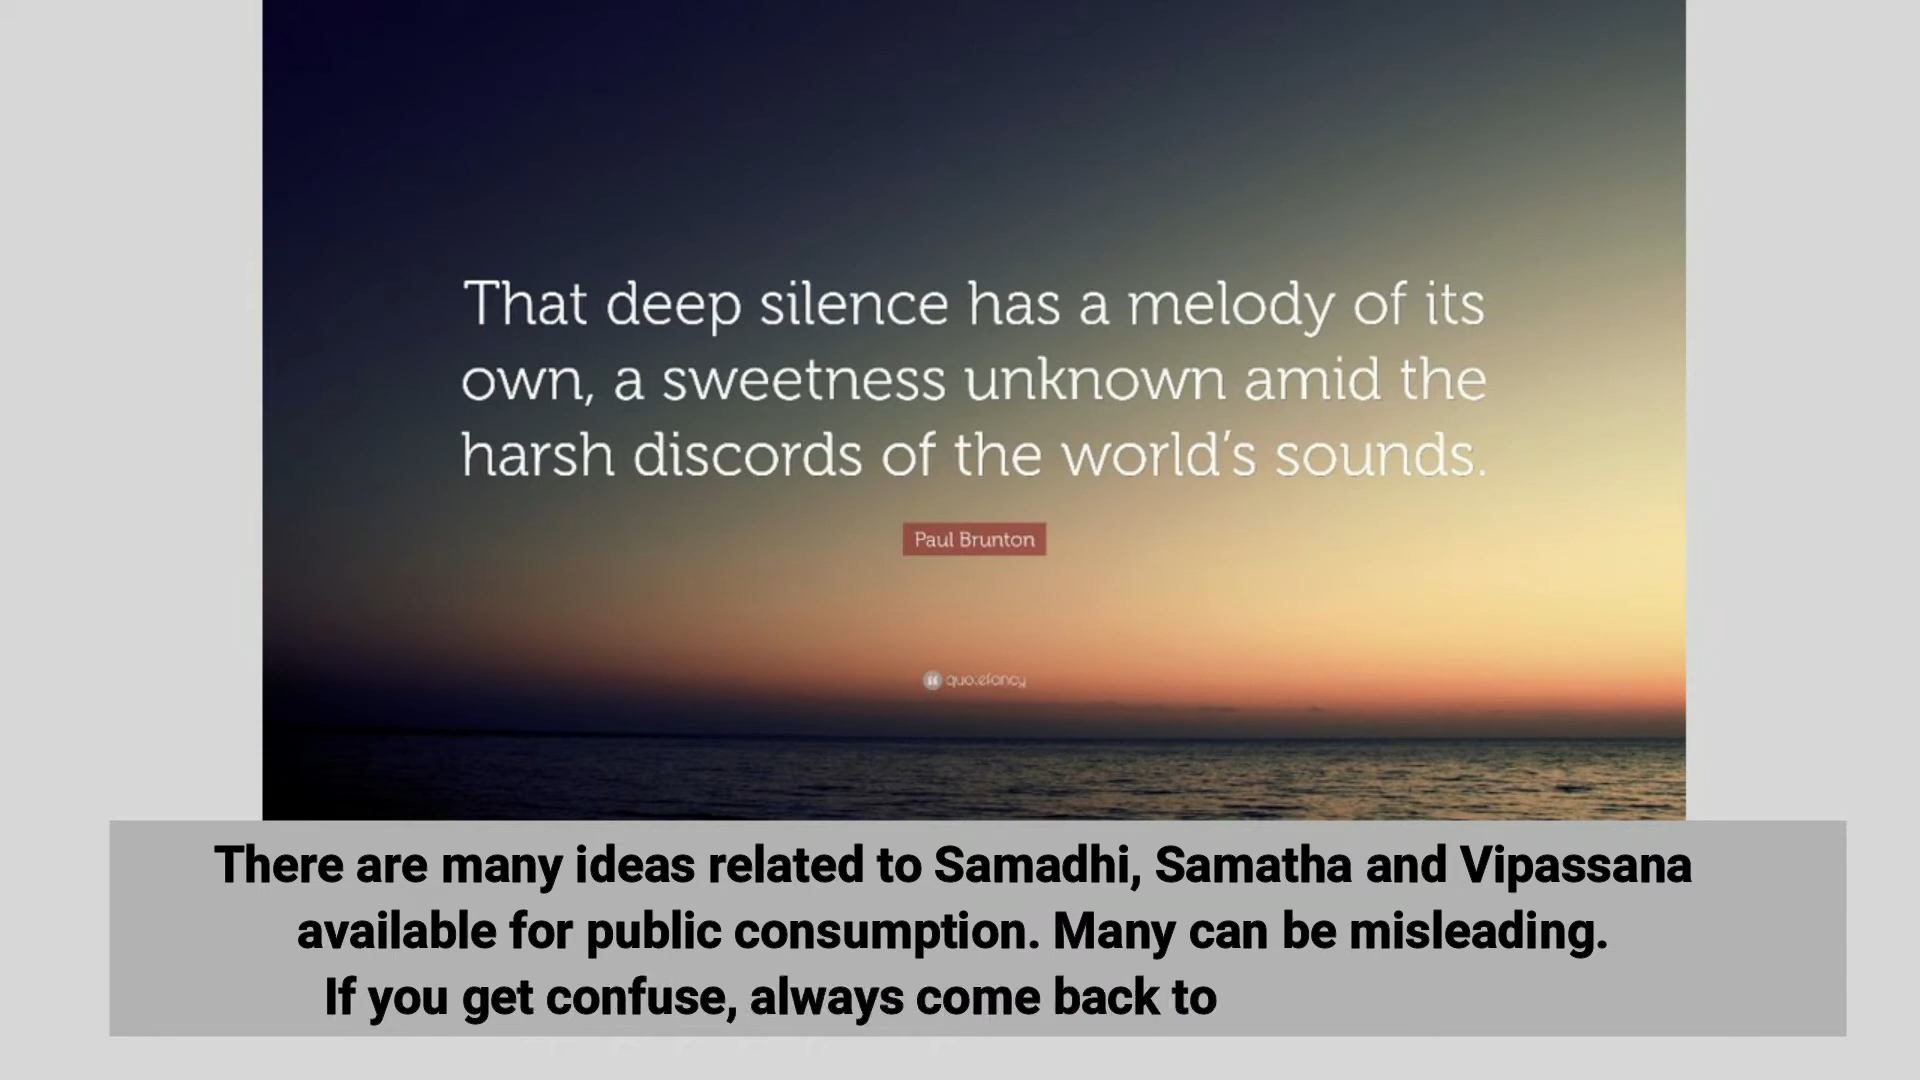 That deep silence has a melody of its
own, a sweetness unknown amid the
harsh discords of the world's sounds.
Paul Brunton
quotefancy
There are many ideas related to Samadhi, Samatha and Vipassana
available for public consumption. Many can be misleading.
If you get confuse, always come back to